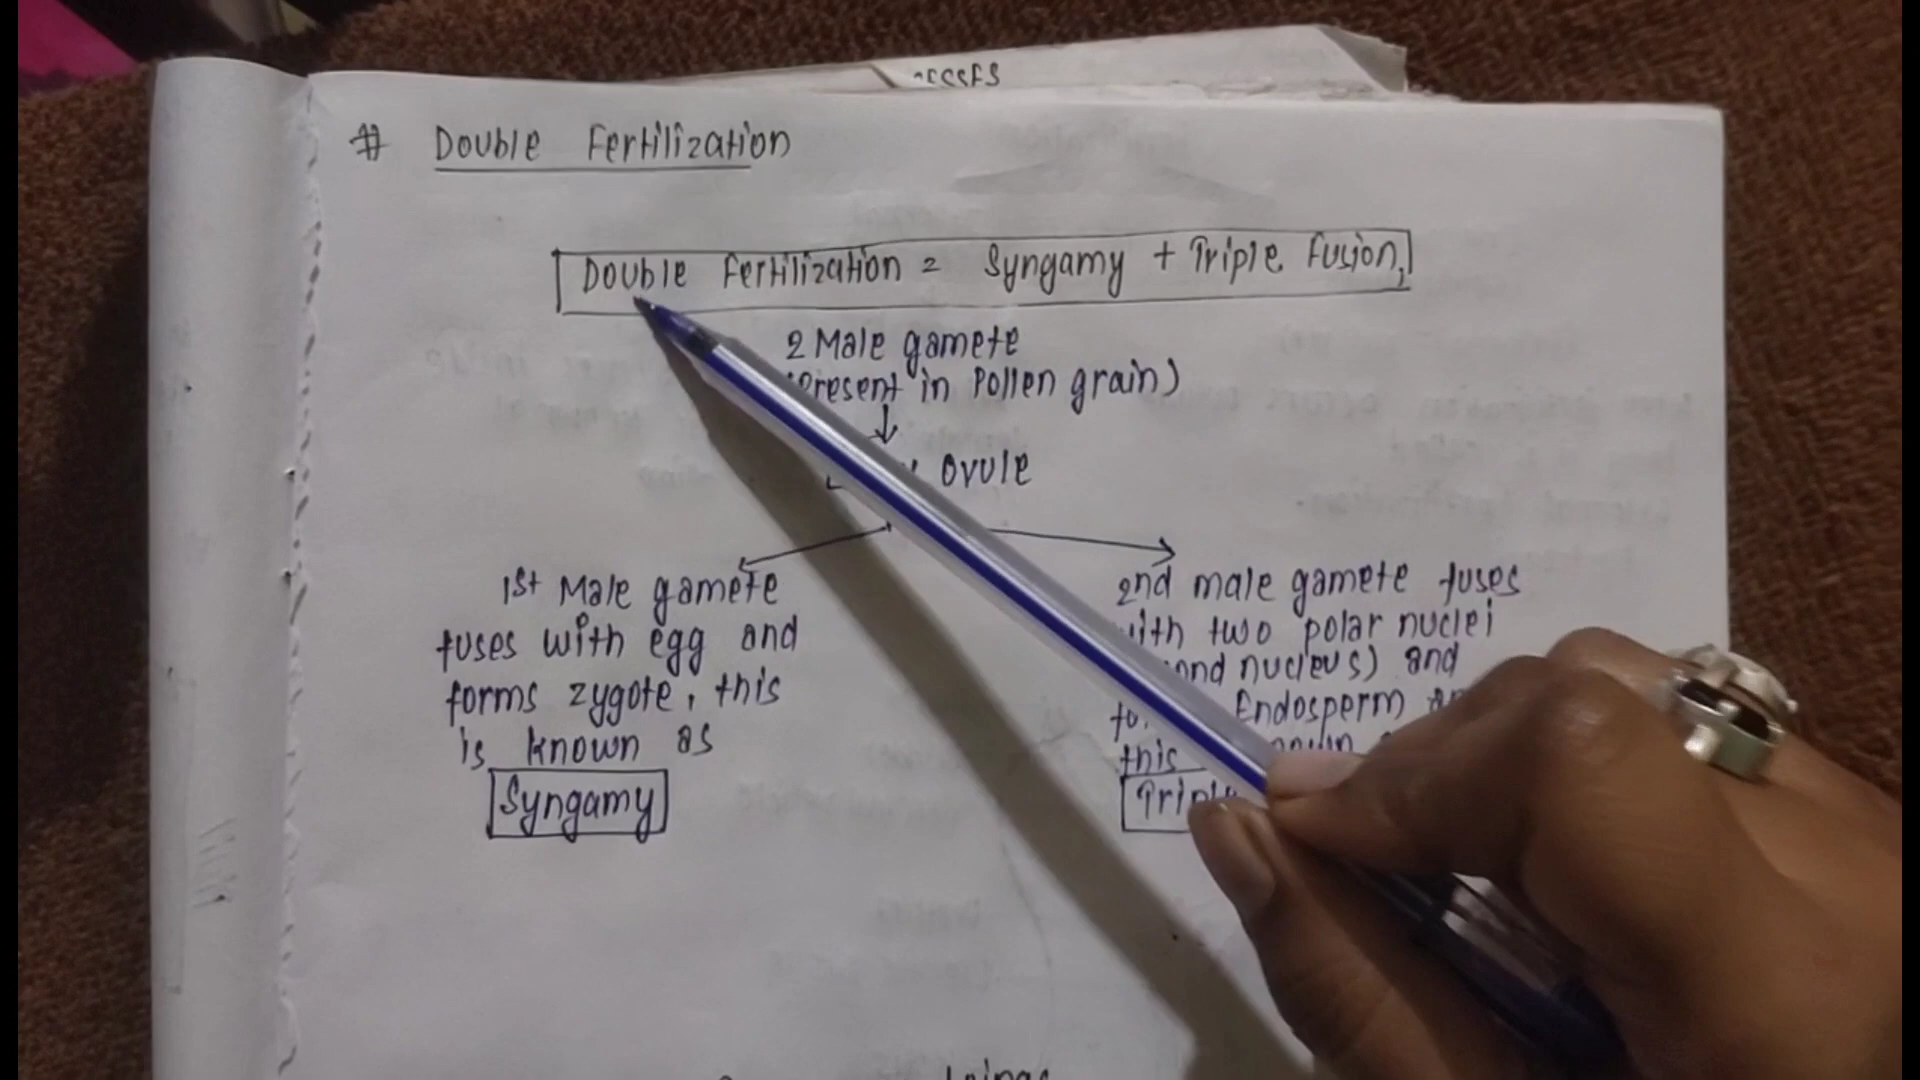 # Double Fertilization
Double Fertilization = Syngamy + Triple Fusion,
2 Male gamete
Present in Pollen grain)
↓
Ovule
1st Male gamete
fuses with egg and
forms zygote, this
is known as
Syngamy
2nd male gamete fuses
with two polar nuclei
nucleus) and
Endosperm
this